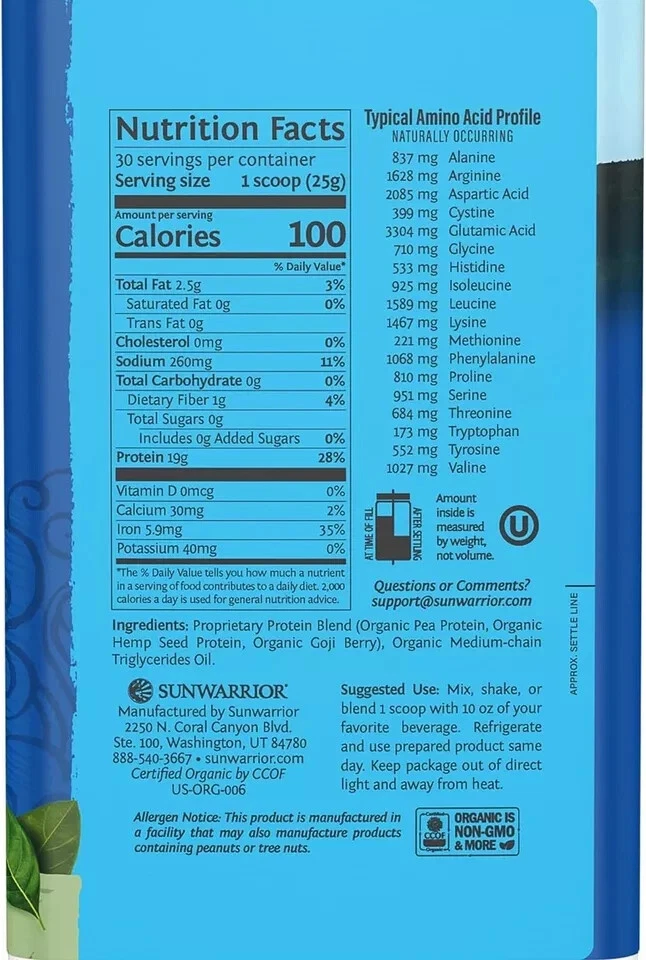 Nutrition Facts
30 servings per container
Serving size 1 scoop (25g)
Amount per serving
Calories 100
% Daily Value*
Total Fat 2.5g 3%
Saturated Fat 0g 0%
Trans Fat 0g
Cholesterol 0mg 0%
Sodium 260mg 11%
Total Carbohydrate 0g 0%
Dietary Fiber 1g 4%
Total Sugars 0g
Includes 0g Added Sugars 0%
Protein 19g 28%
Vitamin D 0mcg 0%
Calcium 30mg 2%
Iron 5.9mg 35%
Potassium 40mg 0%
*The % Daily Value tells you how much a nutrient
in a serving of food contributes to a daily diet. 2,000
calories a day is used for general nutrition advice.
Typical Amino Acid Profile
NATURALLY OCCURRING
837 mg Alanine
1628 mg Arginine
2085 mg Aspartic Acid
399 mg Cystine
3304 mg Glutamic Acid
710 mg Glycine
533 mg Histidine
925 mg Isoleucine
1589 mg Leucine
1467 mg Lysine
221 mg Methionine
1068 mg Phenylalanine
810 mg Proline
951 mg Serine
684 mg Threonine
173 mg Tryptophan
552 mg Tyrosine
1027 mg Valine
AT TIME OF FILL
AFTER SETTLING
Amount
inside is
measured
by weight,
not volume.
U
Questions or Comments?
support@sunwarrior.com
APPROX. SETTLE LINE
Ingredients: Proprietary Protein Blend (Organic Pea Protein, Organic
Hemp Seed Protein, Organic Goji Berry), Organic Medium-chain
Triglycerides Oil.
SUNWARRIOR®
Manufactured by Sunwarrior
2250 N. Coral Canyon Blvd.
Ste. 100, Washington, UT 84780
888-540-3667 • sunwarrior.com
Certified Organic by CCOF
US-ORG-006
Suggested Use: Mix, shake, or
blend 1 scoop with 10 oz of your
favorite beverage. Refrigerate
and use prepared product same
day. Keep package out of direct
light and away from heat.
Allergen Notice: This product is manufactured in
a facility that may also manufacture products
containing peanuts or tree nuts.
Certified
CCOF
Organic
ORGANIC IS
NON-GMO
& MORE